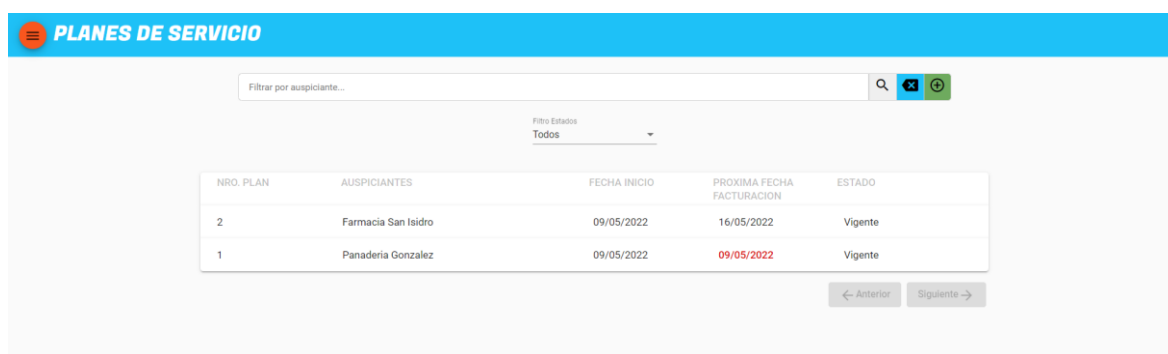 PLANES DE SERVICIO
Filtrar por auspiciante...
Filtro Estados
Todos
NRO. PLAN AUSPICIANTES FECHA INICIO PROXIMA FECHA FACTURACION ESTADO
2 Farmacia San Isidro 09/05/2022 16/05/2022 Vigente
1 Panaderia Gonzalez 09/05/2022 09/05/2022 Vigente
← Anterior Siguiente →